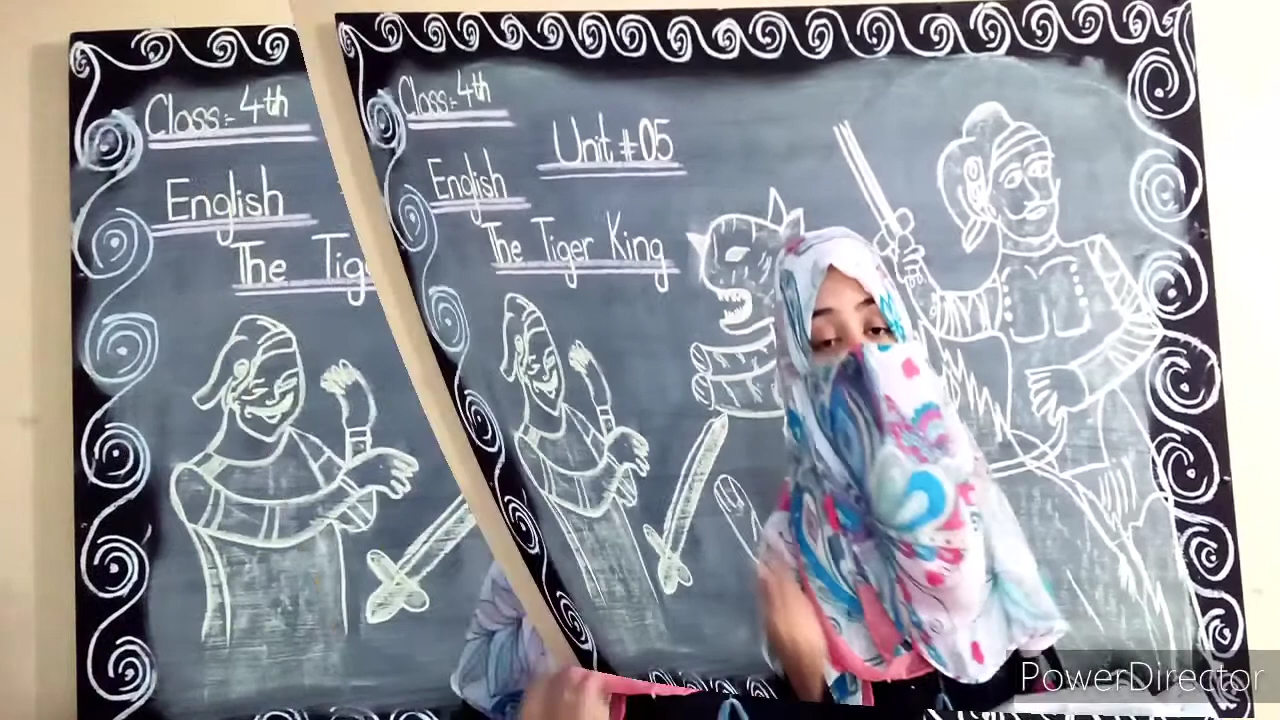 Class:- 4th
English
The Tig
Class:- 4th
Unit # 05
English
The Tiger King
PowerDirector